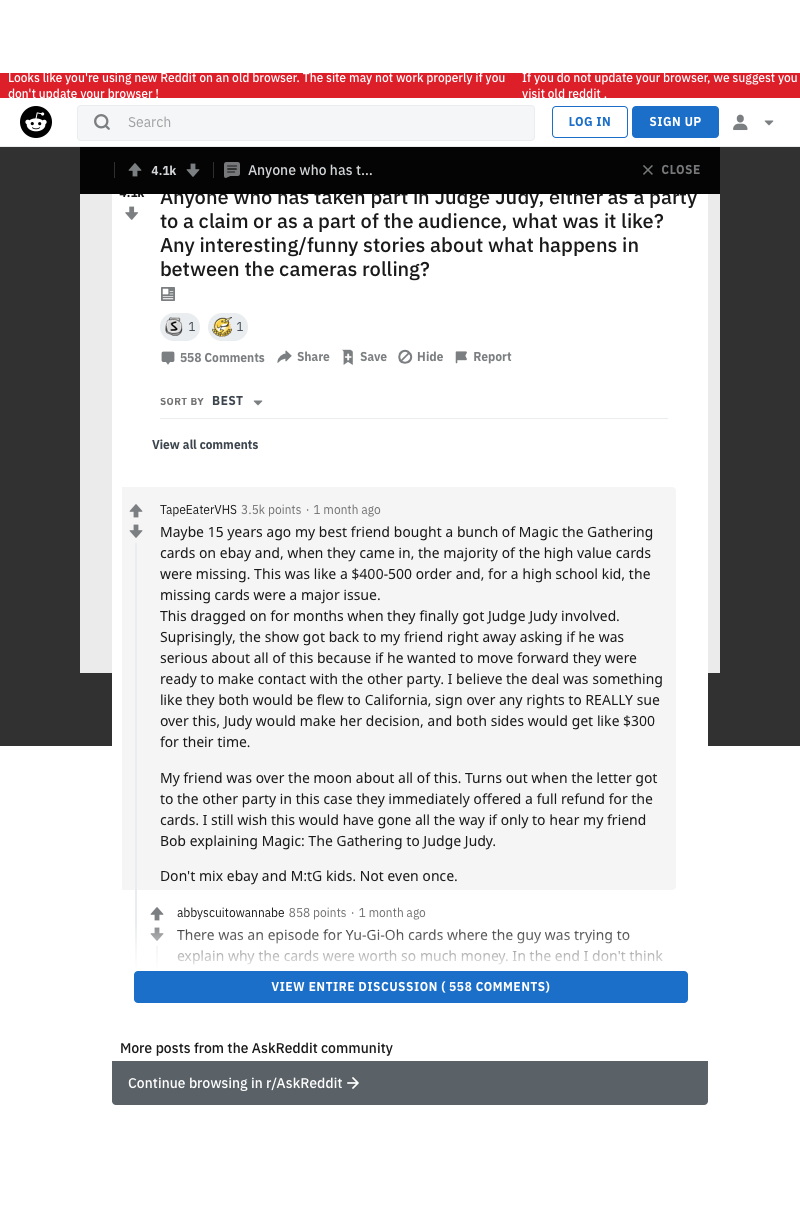 Looks like you're using new Reddit on an old browser. The site may not work properly if you
don't update your browser !
If you do not update your browser, we suggest you
visit old reddit .
Search
LOG IN
SIGN UP
4.1k
Anyone who has t...
CLOSE
4.1k
Anyone who has taken part in Judge Judy, either as a party
to a claim or as a part of the audience, what was it like?
Any interesting/funny stories about what happens in
between the cameras rolling?
S 1
1
558 Comments
Share
Save
Hide
Report
SORT BY BEST
View all comments
TapeEaterVHS 3.5k points · 1 month ago
Maybe 15 years ago my best friend bought a bunch of Magic the Gathering
cards on ebay and, when they came in, the majority of the high value cards
were missing. This was like a $400-500 order and, for a high school kid, the
missing cards were a major issue.
This dragged on for months when they finally got Judge Judy involved.
Suprisingly, the show got back to my friend right away asking if he was
serious about all of this because if he wanted to move forward they were
ready to make contact with the other party. I believe the deal was something
like they both would be flew to California, sign over any rights to REALLY sue
over this, Judy would make her decision, and both sides would get like $300
for their time.
My friend was over the moon about all of this. Turns out when the letter got
to the other party in this case they immediately offered a full refund for the
cards. I still wish this would have gone all the way if only to hear my friend
Bob explaining Magic: The Gathering to Judge Judy.
Don't mix ebay and M:tG kids. Not even once.
abbyscuitowannabe 858 points · 1 month ago
There was an episode for Yu-Gi-Oh cards where the guy was trying to
explain why the cards were worth so much money. In the end I don't think
VIEW ENTIRE DISCUSSION ( 558 COMMENTS)
More posts from the AskReddit community
Continue browsing in r/AskReddit